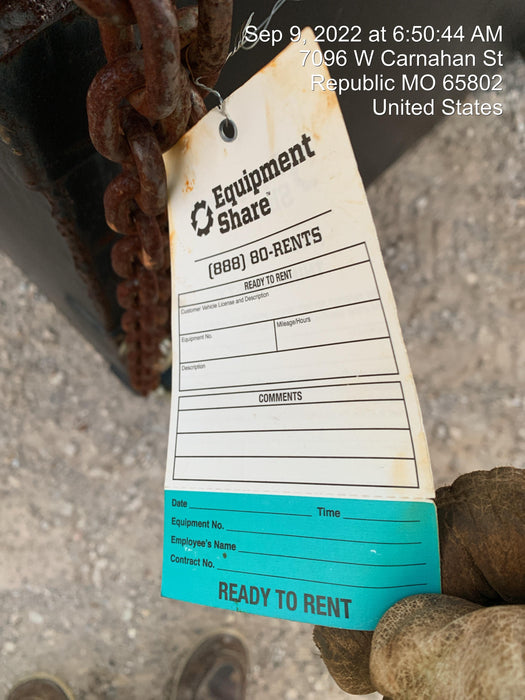 Sep 9, 2022 at 6:50:44 AM
7096 W Carnahan St
Republic MO 65802
United States
Equipment
Share™
(888) 80-RENTS
READY TO RENT
Customer Vehicle License and Description
Equipment No.
Mileage/Hours
Description
COMMENTS
Date Time
Equipment No.
Employee's Name
Contract No.
READY TO RENT